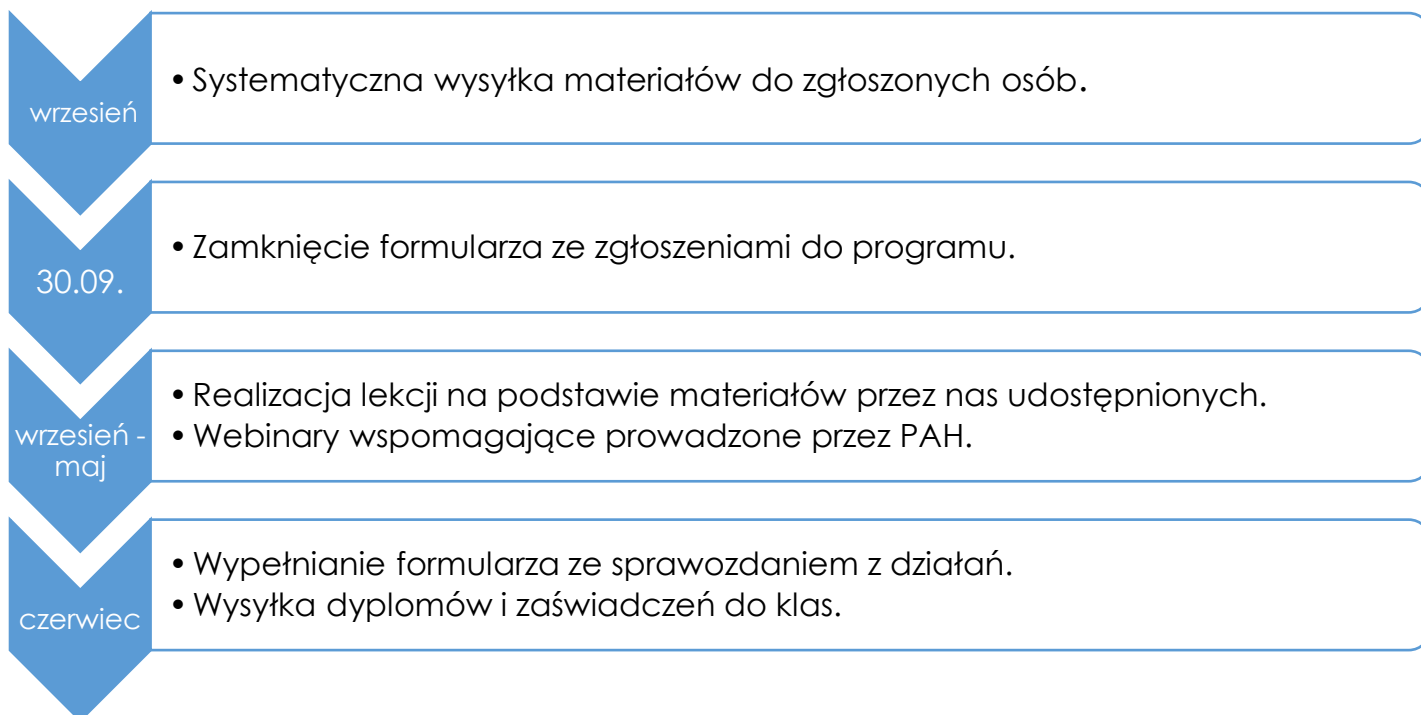 wrzesień
• Systematyczna wysyłka materiałów do zgłoszonych osób.
30.09.
• Zamknięcie formularza ze zgłoszeniami do programu.
wrzesień -
maj
• Realizacja lekcji na podstawie materiałów przez nas udostępnionych.
• Webinary wspomagające prowadzone przez PAH.
czerwiec
• Wypełnianie formularza ze sprawozdaniem z działań.
• Wysyłka dyplomów i zaświadczeń do klas.